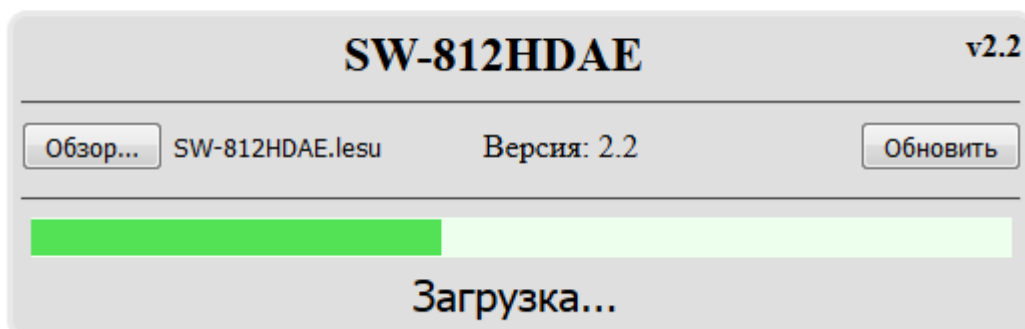 SW-812HDAE v2.2
Обзор... SW-812HDAE.lesu Версия: 2.2 Обновить
Загрузка...